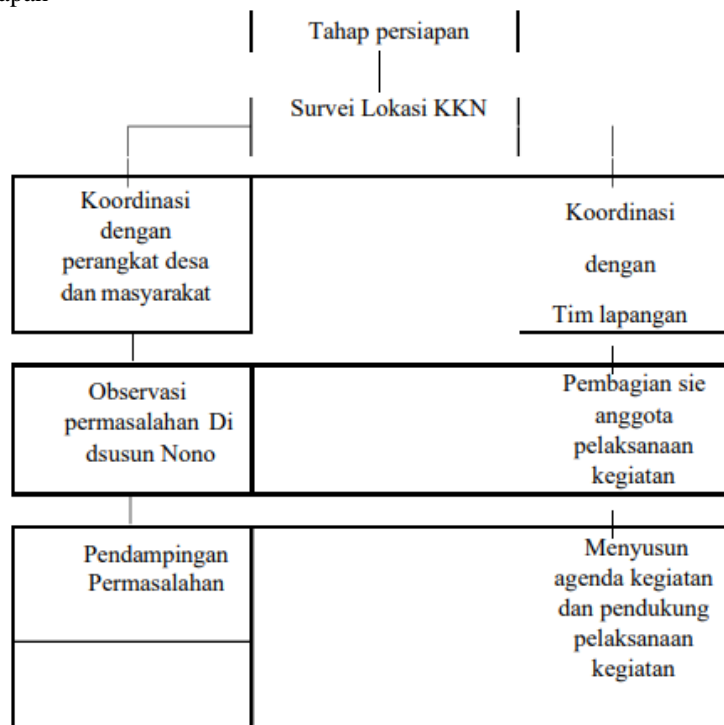 Tahap persiapan
Survei Lokasi KKN
Koordinasi
dengan
perangkat desa
dan masyarakat
Koordinasi
dengan
Tim lapangan
Observasi
permasalahan Di
dsusun Nono
Pembagian sie
anggota
pelaksanaan
kegiatan
Pendampingan
Permasalahan
Menyusun
agenda kegiatan
dan pendukung
pelaksanaan
kegiatan